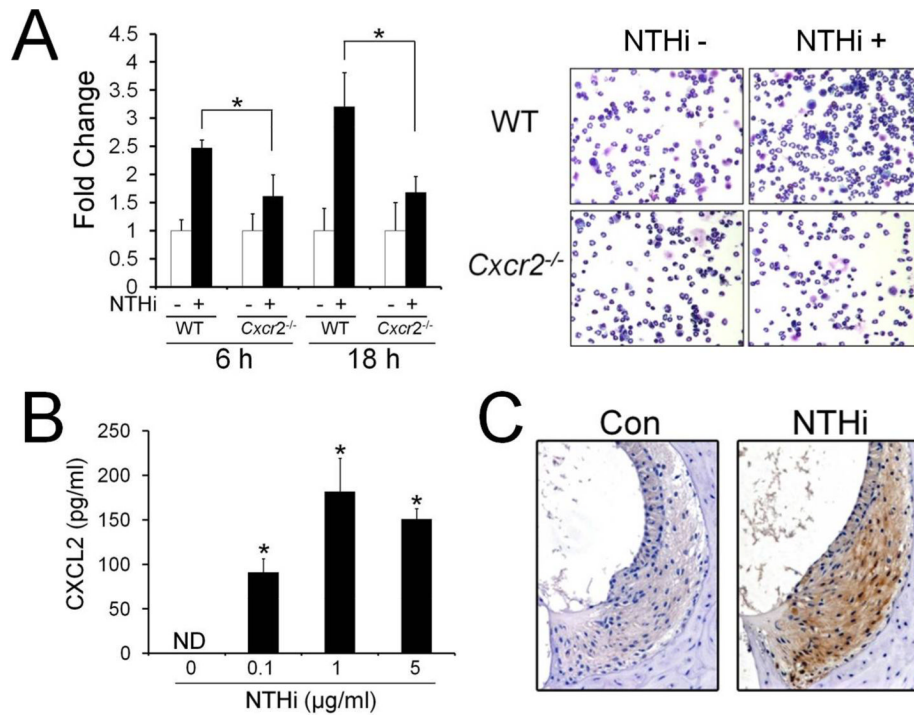 A
Fold Change
4.5
4
3.5
3
2.5
2
1.5
1
0.5
0
NTHi - + - + - + - +
WT Cxcr2-/- WT Cxcr2-/-
6 h 18 h
* *
NTHi - NTHi +
WT
Cxcr2-/-
B
CXCL2 (pg/ml)
250
200
150
100
50
0
ND * * *
0 0.1 1 5
NTHi (µg/ml)
C
Con NTHi